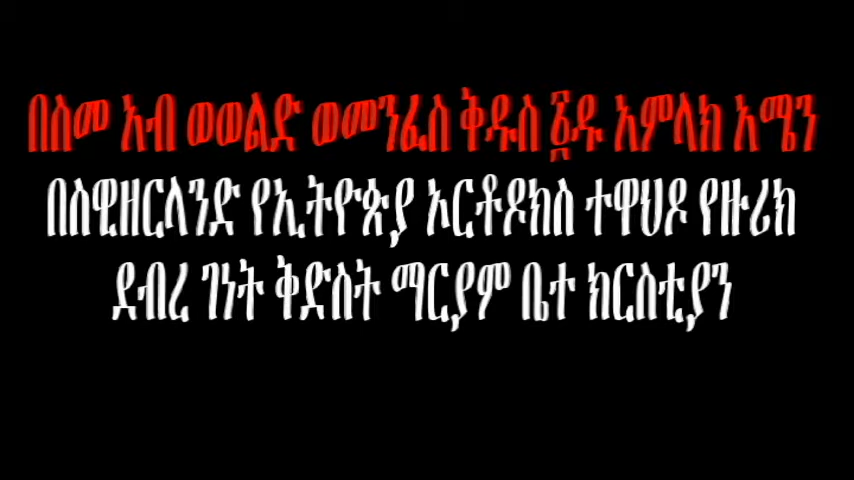 በስመ አብ ወወልድ ወመንፈስ ቅዱስ ፩ዱ አምላክ አሜን
በስዊዘርላንድ የኢትዮጵያ ኦርቶዶክስ ተዋህዶ የዙሪክ
ደብረ ገነት ቅድስት ማርያም ቤተ ክርስቲያን